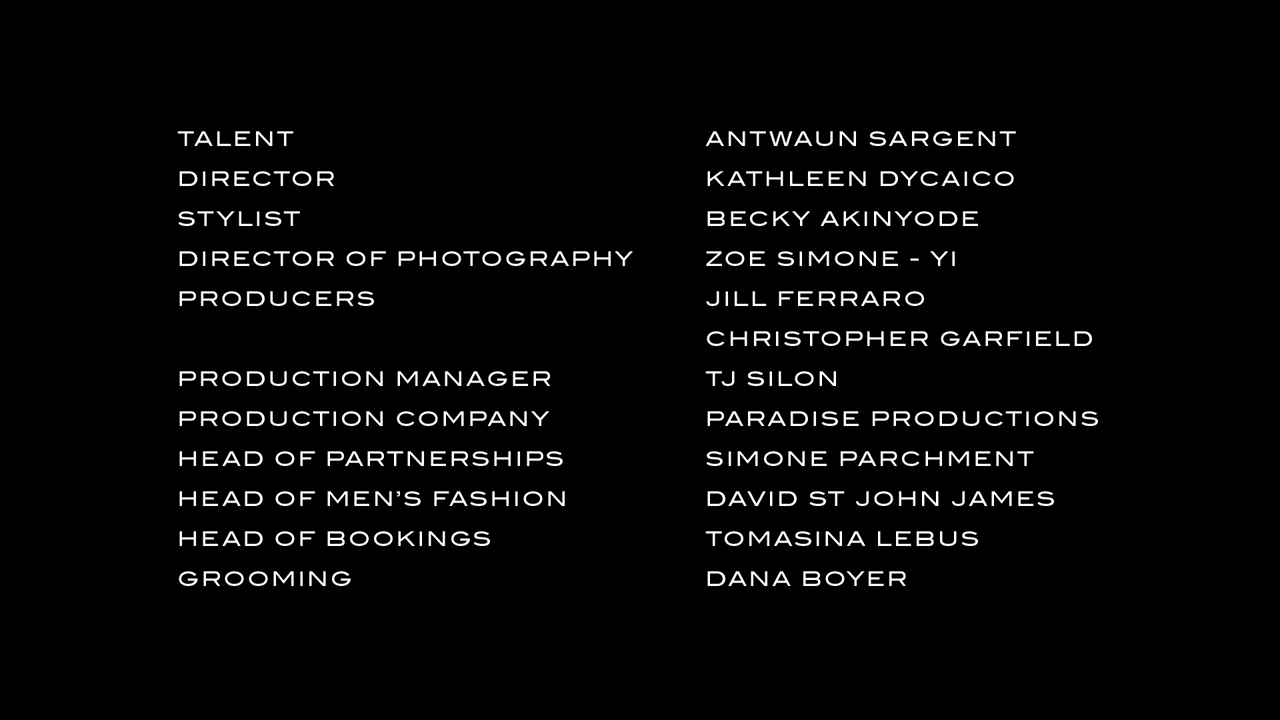 TALENT ANTWAUN SARGENT
DIRECTOR KATHLEEN DYCAICO
STYLIST BECKY AKINYODE
DIRECTOR OF PHOTOGRAPHY ZOE SIMONE - YI
PRODUCERS JILL FERRARO
CHRISTOPHER GARFIELD
PRODUCTION MANAGER TJ SILON
PRODUCTION COMPANY PARADISE PRODUCTIONS
HEAD OF PARTNERSHIPS SIMONE PARCHMENT
HEAD OF MEN’S FASHION DAVID ST JOHN JAMES
HEAD OF BOOKINGS TOMASINA LEBUS
GROOMING DANA BOYER